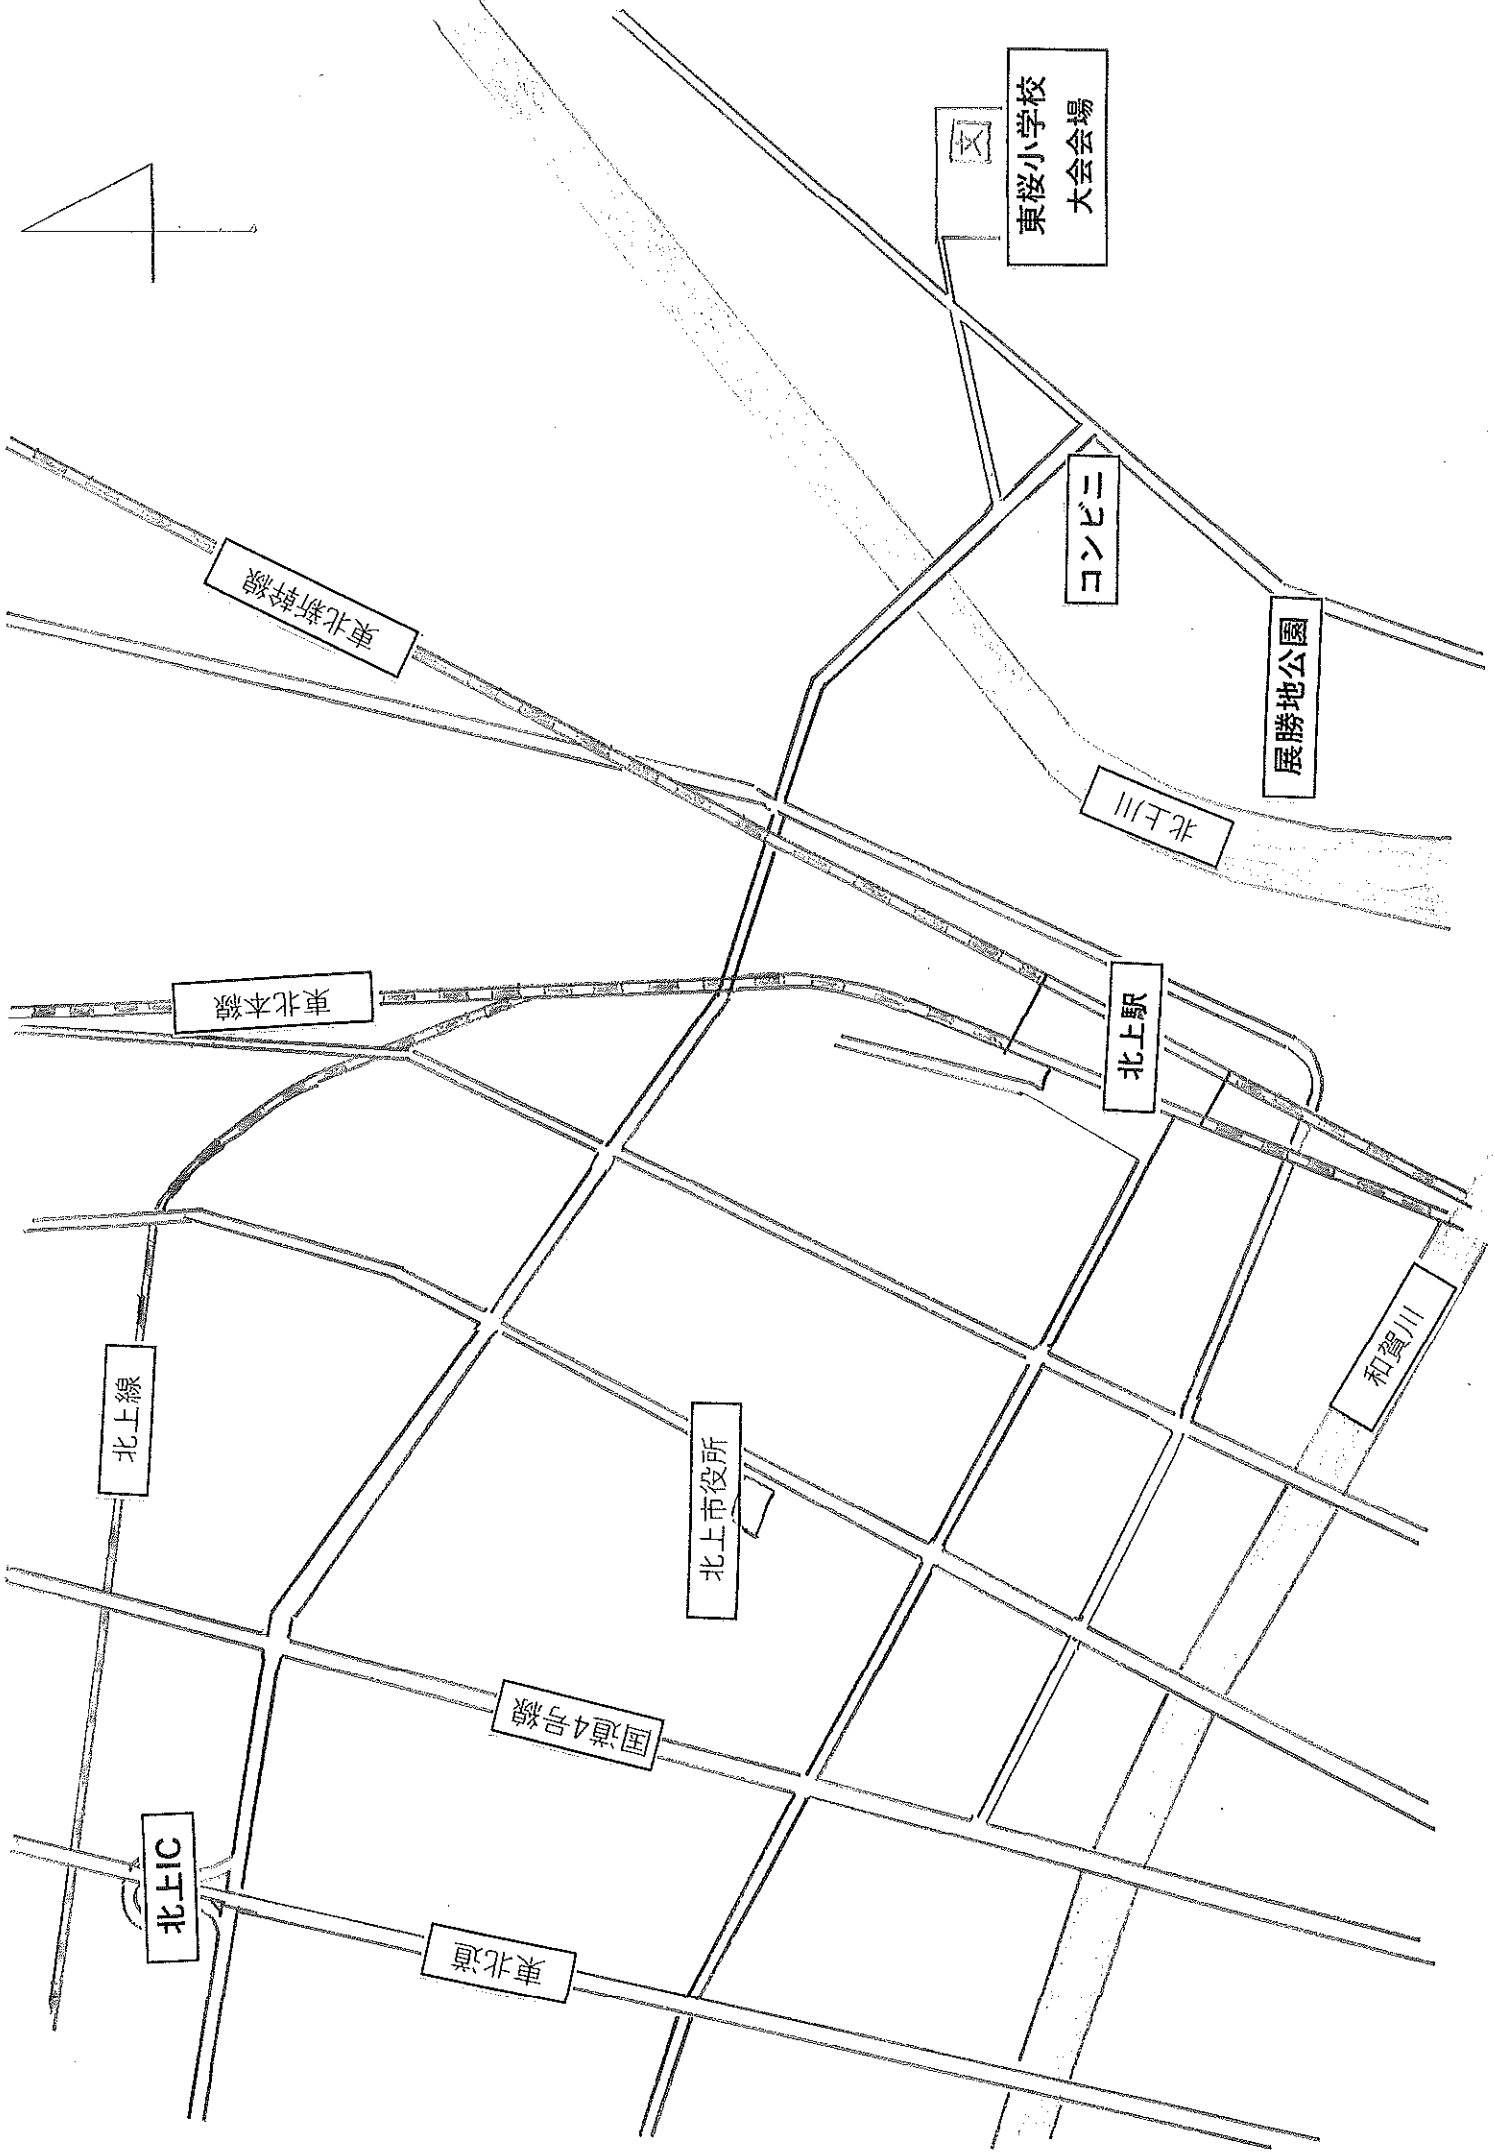 北上IC
東北道
北上線
国道4号線
北上市役所
東北本線
北上駅
和賀川
東北新幹線
北上川
展勝地公園
コンビニ
文
東桜小学校
大会会場